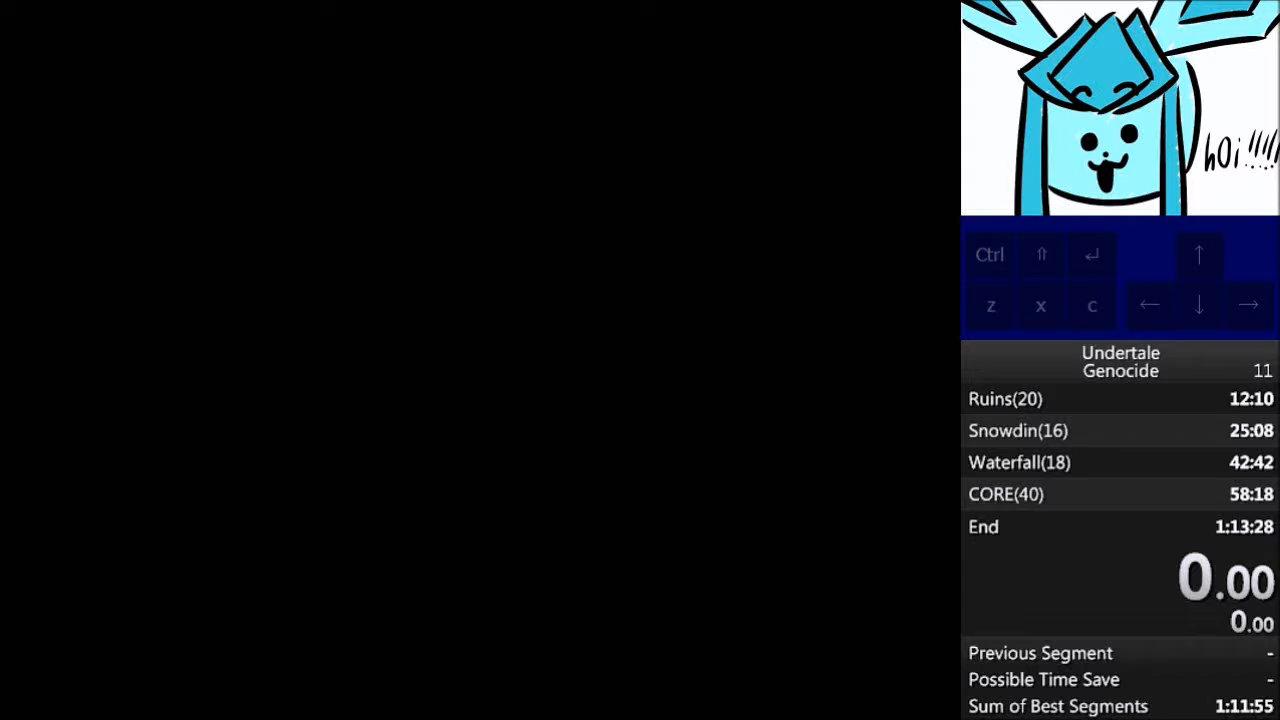 hOi!!!!!
Ctrl ⇧ ↵ ↑
z x c ← ↓ →
Undertale
Genocide 11
Ruins(20) 12:10
Snowdin(16) 25:08
Waterfall(18) 42:42
CORE(40) 58:18
End 1:13:28
0.00
0.00
Previous Segment -
Possible Time Save -
Sum of Best Segments 1:11:55